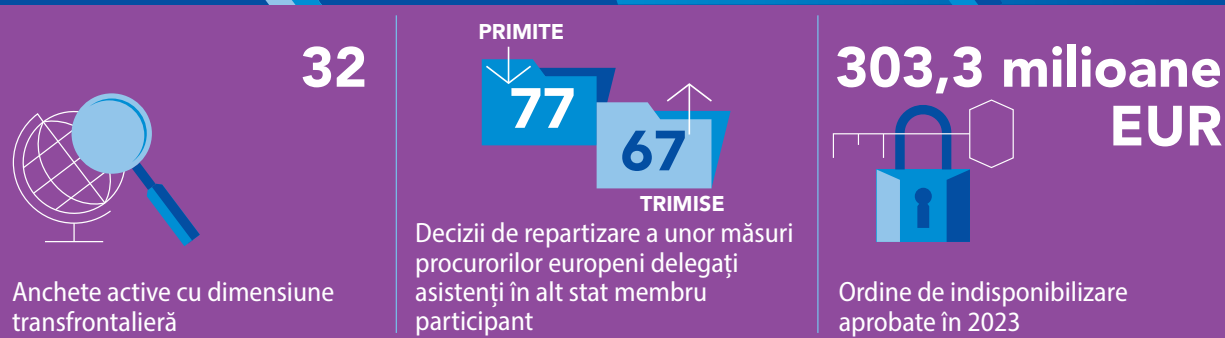 32
Anchete active cu dimensiune
transfrontalieră
PRIMITE
77
67
TRIMISE
Decizii de repartizare a unor măsuri
procurorilor europeni delegați
asistenți în alt stat membru
participant
303,3 milioane
EUR
Ordine de indisponibilizare
aprobate în 2023